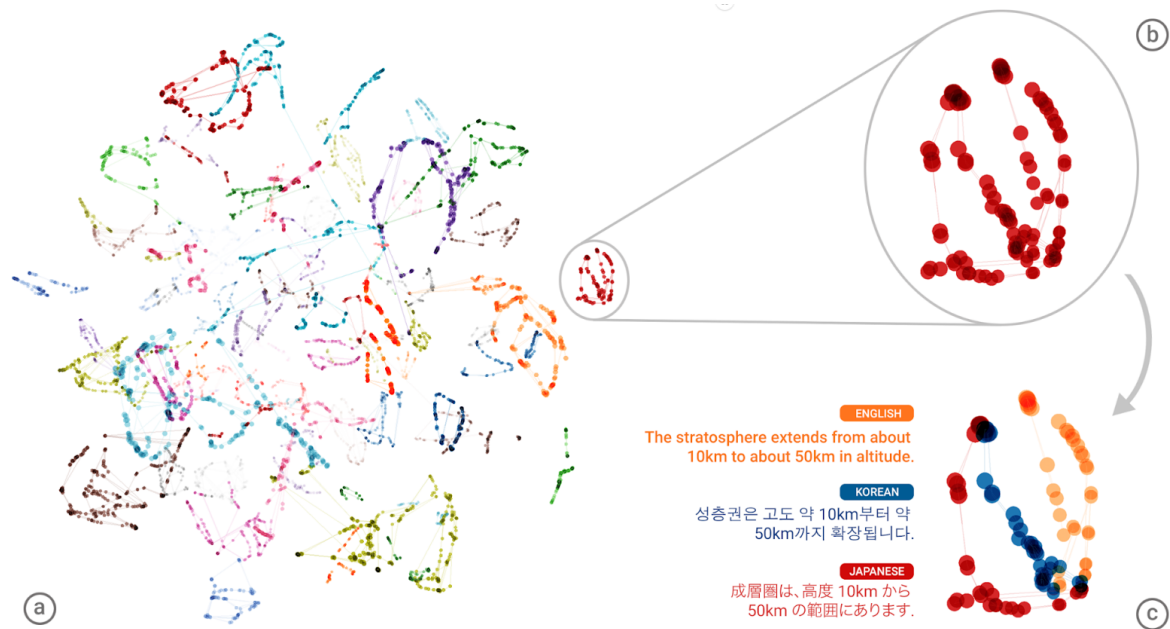 b
ENGLISH
The stratosphere extends from about
10km to about 50km in altitude.
KOREAN
성층권은 고도 약 10km부터 약
50km까지 확장됩니다.
JAPANESE
成層圏は、高度 10km から
50km の範囲にあります。
a
c